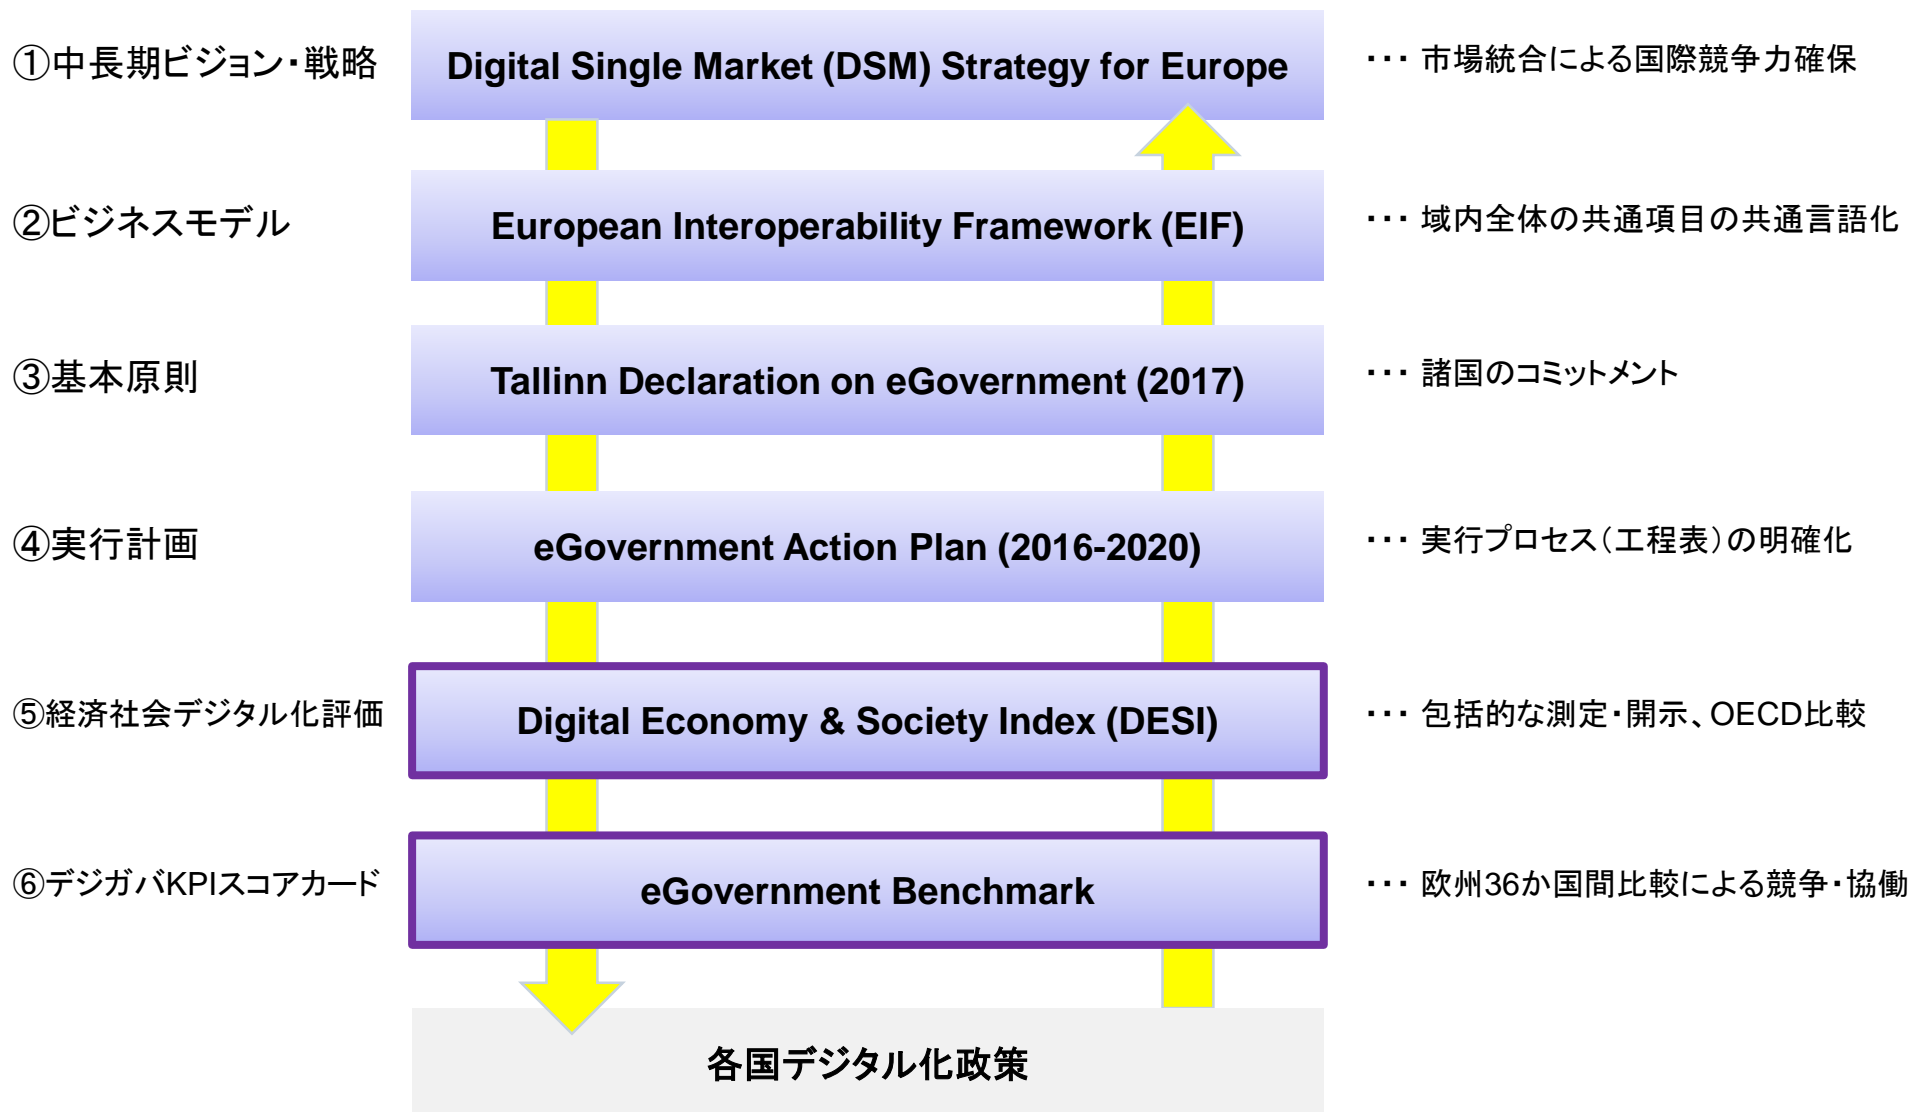 ①中長期ビジョン・戦略 Digital Single Market (DSM) Strategy for Europe ・・・ 市場統合による国際競争力確保
②ビジネスモデル European Interoperability Framework (EIF) ・・・ 域内全体の共通項目の共通言語化
③基本原則 Tallinn Declaration on eGovernment (2017) ・・・ 諸国のコミットメント
④実行計画 eGovernment Action Plan (2016-2020) ・・・ 実行プロセス（工程表）の明確化
⑤経済社会デジタル化評価 Digital Economy & Society Index (DESI) ・・・ 包括的な測定・開示、OECD比較
⑥デジガバKPIスコアカード eGovernment Benchmark ・・・ 欧州36か国間比較による競争・協働
各国デジタル化政策